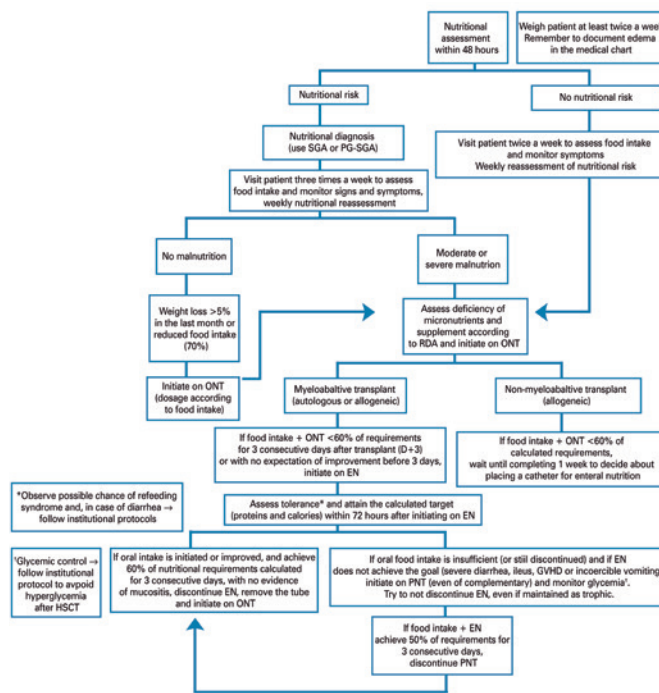 Nutritional
assessment
within 48 hours
Weigh patient at least twice a week
Remember to document edema
in the medical chart
Nutritional risk
No nutritional risk
Nutritional diagnosis
(use SGA or PG-SGA)
Visit patient twice a week to assess food intake
and monitor symptoms
Weekly reassessment of nutritional risk
Visit patient three times a week to assess
food intake and monitor signs and symptoms,
weekly nutritional reassessment
No malnutrition
Moderate or
severe malnutrion
Weight loss >5%
in the last month or
reduced food intake
(70%)
Assess deficiency of
micronutrients and
supplement according
to RDA and initiate on ONT
Initiate on ONT
(dosage according
to food intake)
Myeloabaltive transplant
(autologous or allogeneic)
Non-myeloabaltive transplant
(allogeneic)
If food intake + ONT <60% of requirements
for 3 consecutive days after transplant (D+3)
or with no expectation of improvement before 3 days,
initiate on EN
If food intake + ONT <60% of
calculated requirements,
wait until completing 1 week to decide about
placing a catheter for enteral nutrition
*Observe possible chance of refeeding
syndrome and, in case of diarrhea →
follow institutional protocols
Assess tolerance* and attain the calculated target
(proteins and calories) within 72 hours after initiating on EN
†Glycemic control →
follow institutional
protocol to avpoid
hyperglycemia
after HSCT
If oral intake is initiated or improved, and achieve
60% of nutritional requirements calculated
for 3 consecutive days, with no evidence
of mucositis, discontinue EN, remove the tube
and initiate on ONT
If oral food intake is insufficient (or still discontinued) and if EN
does not achieve the goal (severe diarrhea, ileus, GVHD or incoercible vomiting)
initiate on PNT (even of complementary) and monitor glycemia†.
Try to not discontinue EN, even if maintained as trophic.
If food intake + EN
achieve 50% of requirements for
3 consecutive days,
discontinue PNT